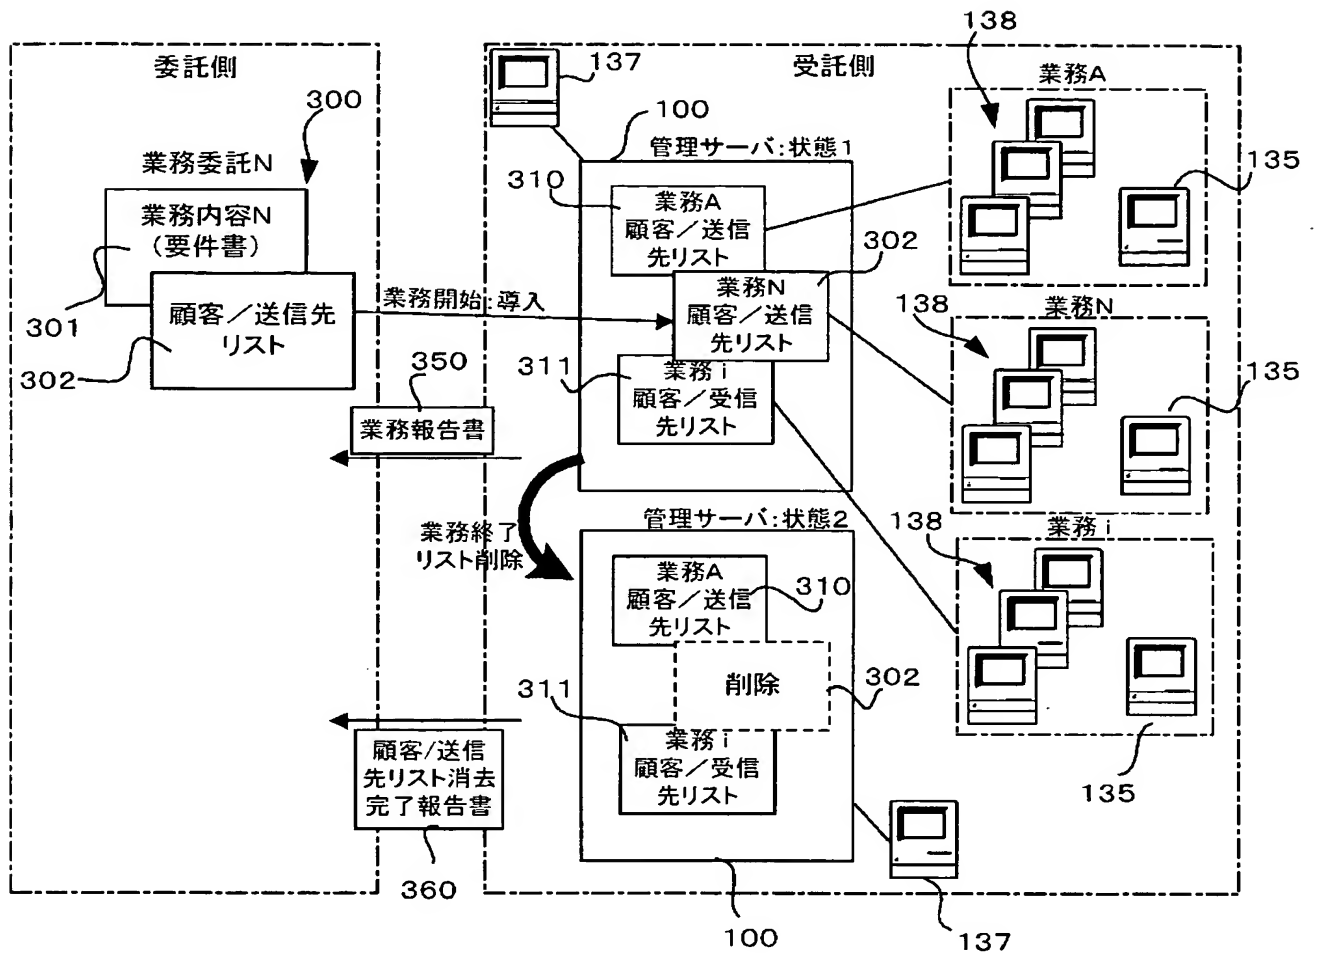 委託側
300
業務委託N
業務内容N
（要件書）
301
顧客／送信先
リスト
302
業務開始:導入
350
業務報告書
業務終了
リスト削除
顧客/送信
先リスト消去
完了報告書
360
受託側
137
100
管理サーバ:状態1
310
業務A
顧客／送信
先リスト
302
業務N
顧客／送信
先リスト
311
業務i
顧客／受信
先リスト
管理サーバ:状態2
業務A
顧客／送信
先リスト
310
削除
302
311
業務i
顧客／受信
先リスト
100
137
138
業務A
135
138
業務N
135
138
業務i
135